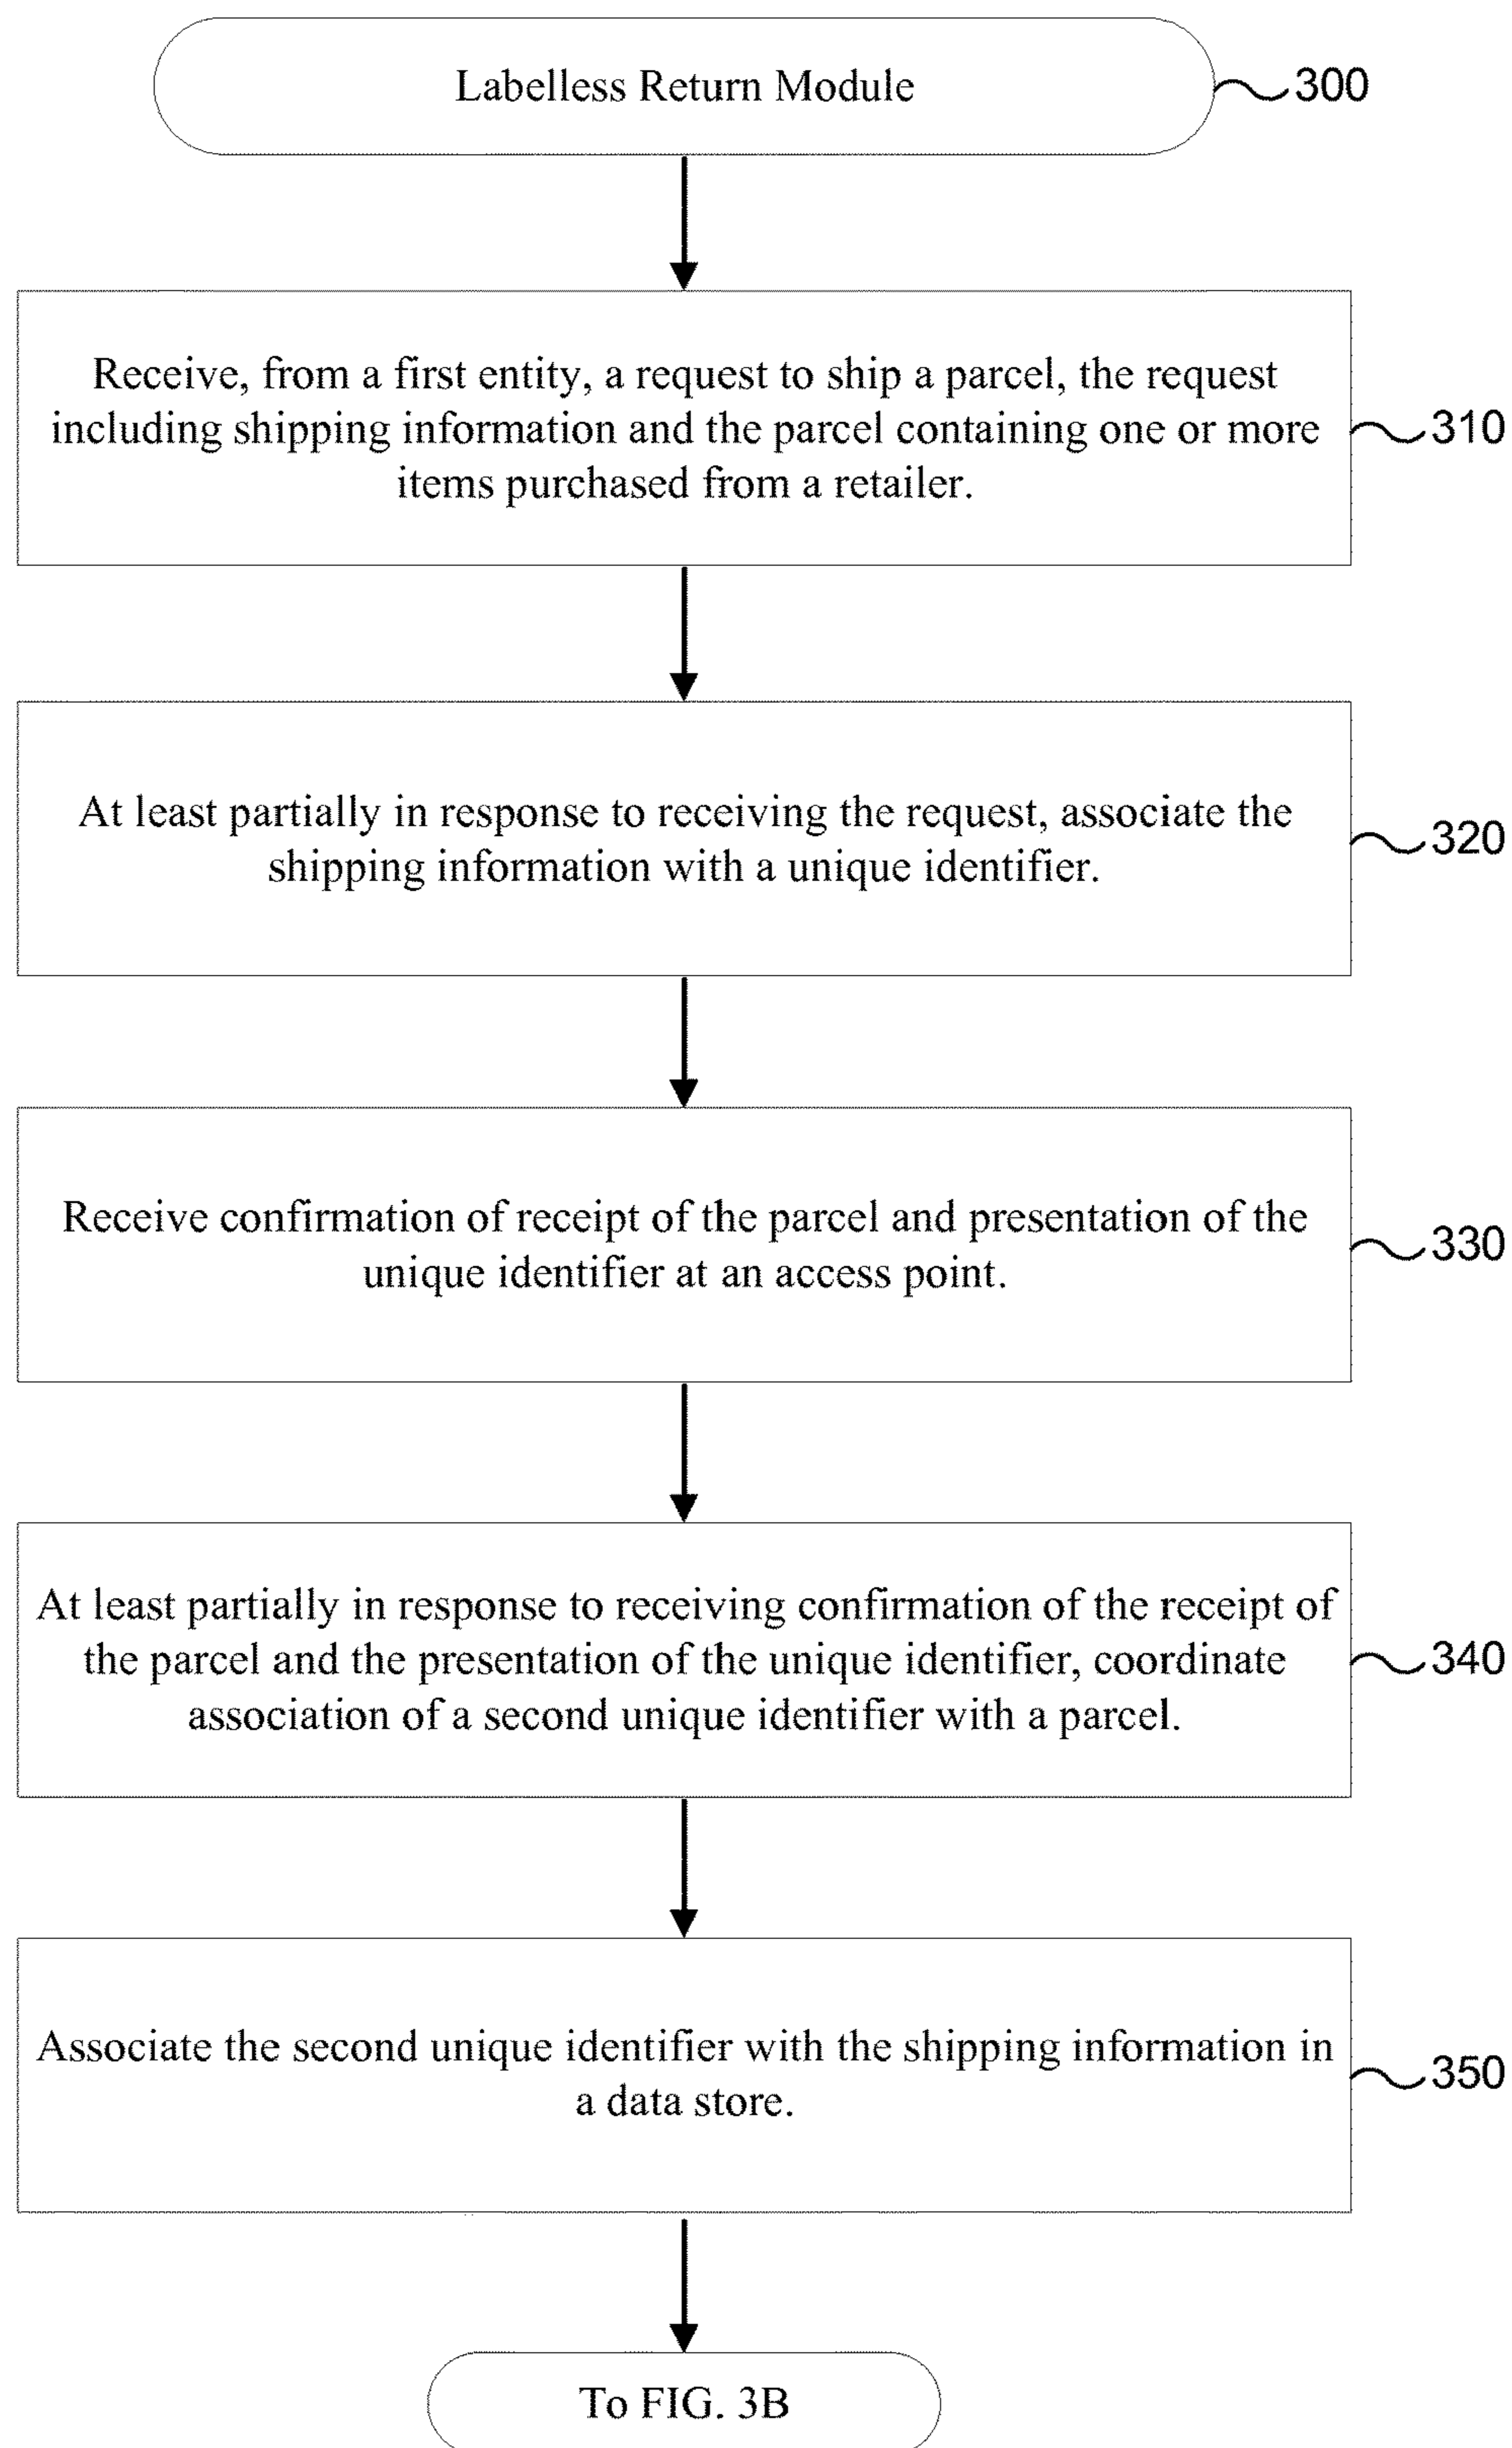 Labelless Return Module
300
Receive, from a first entity, a request to ship a parcel, the request
including shipping information and the parcel containing one or more
items purchased from a retailer.
310
At least partially in response to receiving the request, associate the
shipping information with a unique identifier.
320
Receive confirmation of receipt of the parcel and presentation of the
unique identifier at an access point.
330
At least partially in response to receiving confirmation of the receipt of
the parcel and the presentation of the unique identifier, coordinate
association of a second unique identifier with a parcel.
340
Associate the second unique identifier with the shipping information in
a data store.
350
To FIG. 3B